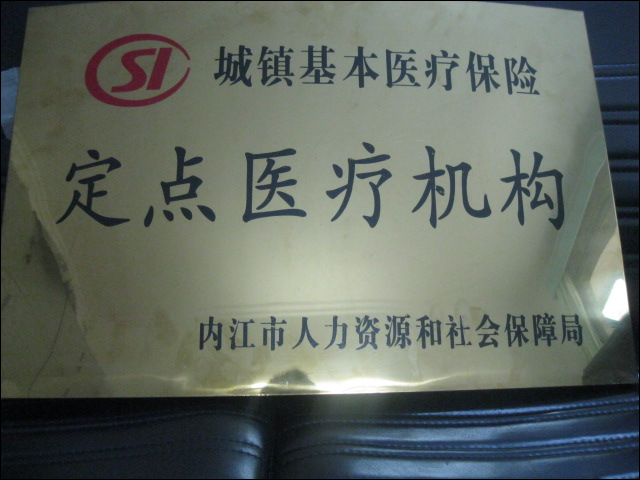 SI 城镇基本医疗保险
定点医疗机构
内江市人力资源和社会保障局